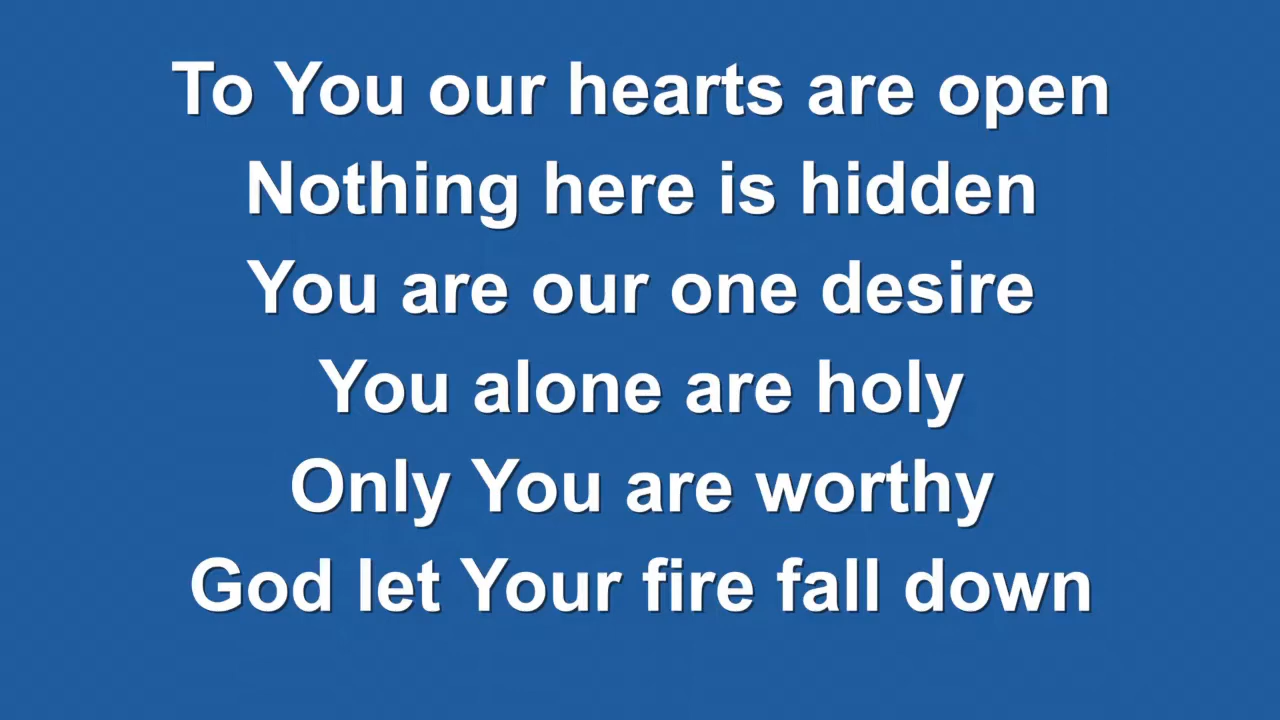 To You our hearts are open
Nothing here is hidden
You are our one desire
You alone are holy
Only You are worthy
God let Your fire fall down